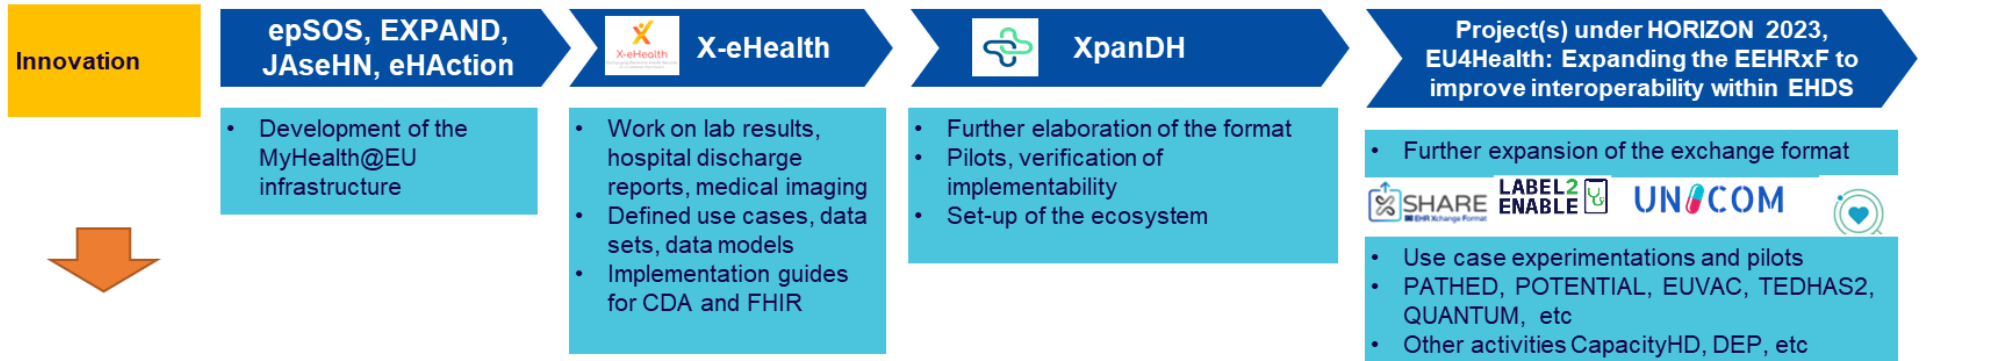 Innovation
epSOS, EXPAND,
JAseHN, eHAction
• Development of the
MyHealth@EU
infrastructure
X-eHealth
X-eHealth
• Work on lab results,
hospital discharge
reports, medical imaging
• Defined use cases, data
sets, data models
• Implementation guides
for CDA and FHIR
XpanDH
• Further elaboration of the format
• Pilots, verification of
implementability
• Set-up of the ecosystem
Project(s) under HORIZON 2023,
EU4Health: Expanding the EEHRxF to
improve interoperability within EHDS
• Further expansion of the exchange format
SHARE
EHR Xchange Format
LABEL2
ENABLE
UNICOM
• Use case experimentations and pilots
• PATHED, POTENTIAL, EUVAC, TEDHAS2,
QUANTUM, etc
• Other activities CapacityHD, DEP, etc